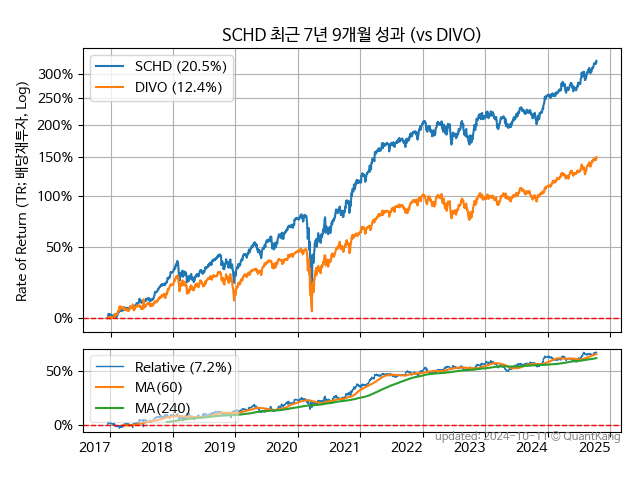 SCHD 최근 7년 9개월 성과 (vs DIVO)
Rate of Return (TR: 배당재투자, Log)
300%
250%
200%
150%
100%
50%
0%
SCHD (20.5%)
DIVO (12.4%)
50%
0%
Relative (7.2%)
MA(60)
MA(240)
2017 2018 2019 2020 2021 2022 2023 2024 2025
updated: 2024-10-11 © QuantKang